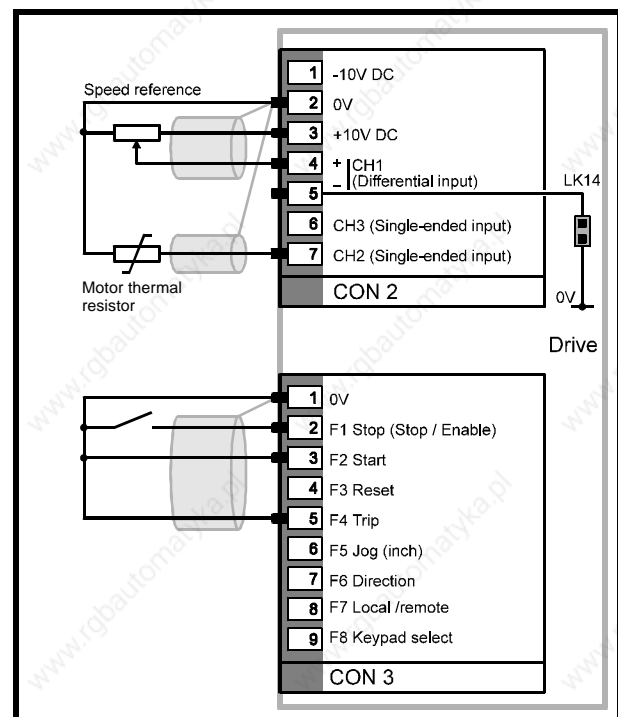 Speed reference
1 -10V DC
2 0V
3 +10V DC
4 + CH1
(Differential input)
5 –
LK14
6 CH3 (Single-ended input)
7 CH2 (Single-ended input)
Motor thermal
resistor
CON 2
0V
Drive
1 0V
2 F1 Stop (Stop / Enable)
3 F2 Start
4 F3 Reset
5 F4 Trip
6 F5 Jog (inch)
7 F6 Direction
8 F7 Local /remote
9 F8 Keypad select
CON 3
www.rgbautomatyka.pl